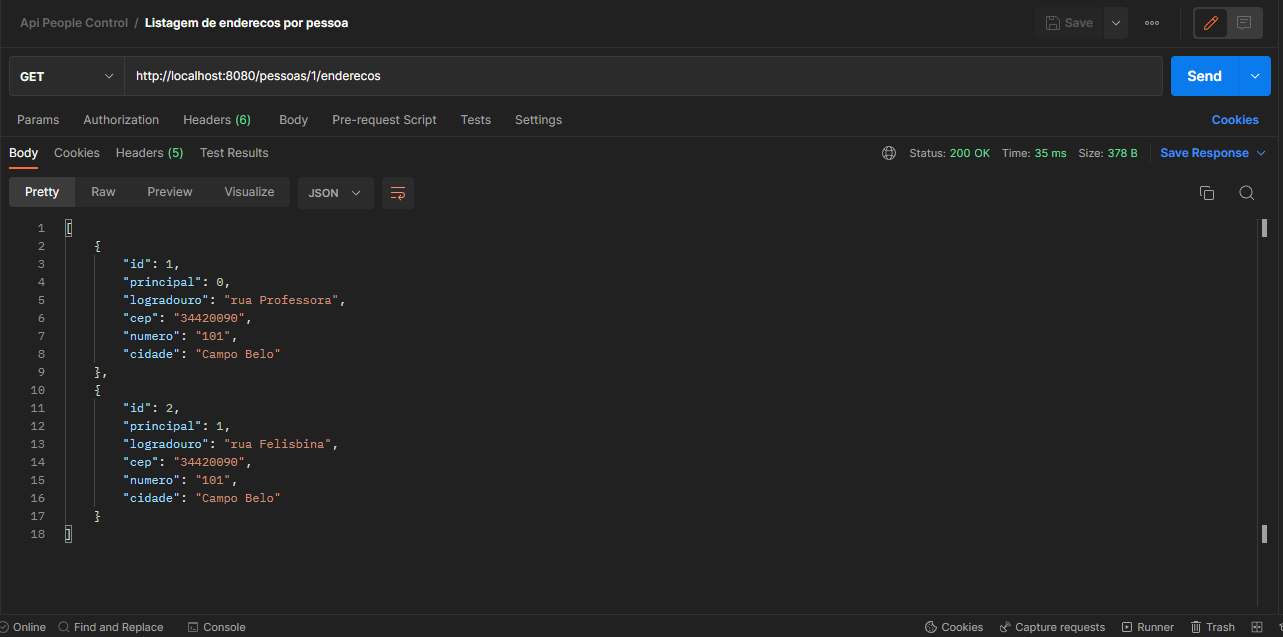 Api People Control / Listagem de enderecos por pessoa
Save
GET
http://localhost:8080/pessoas/1/enderecos
Send
Params Authorization Headers (6) Body Pre-request Script Tests Settings Cookies
Body Cookies Headers (5) Test Results Status: 200 OK Time: 35 ms Size: 378 B Save Response
Pretty Raw Preview Visualize JSON
1 [
2 {
3 "id": 1,
4 "principal": 0,
5 "logradouro": "rua Professora",
6 "cep": "34420090",
7 "numero": "101",
8 "cidade": "Campo Belo"
9 },
10 {
11 "id": 2,
12 "principal": 1,
13 "logradouro": "rua Felisbina",
14 "cep": "34420090",
15 "numero": "101",
16 "cidade": "Campo Belo"
17 }
18 ]
Online Find and Replace Console Cookies Capture requests Runner Trash